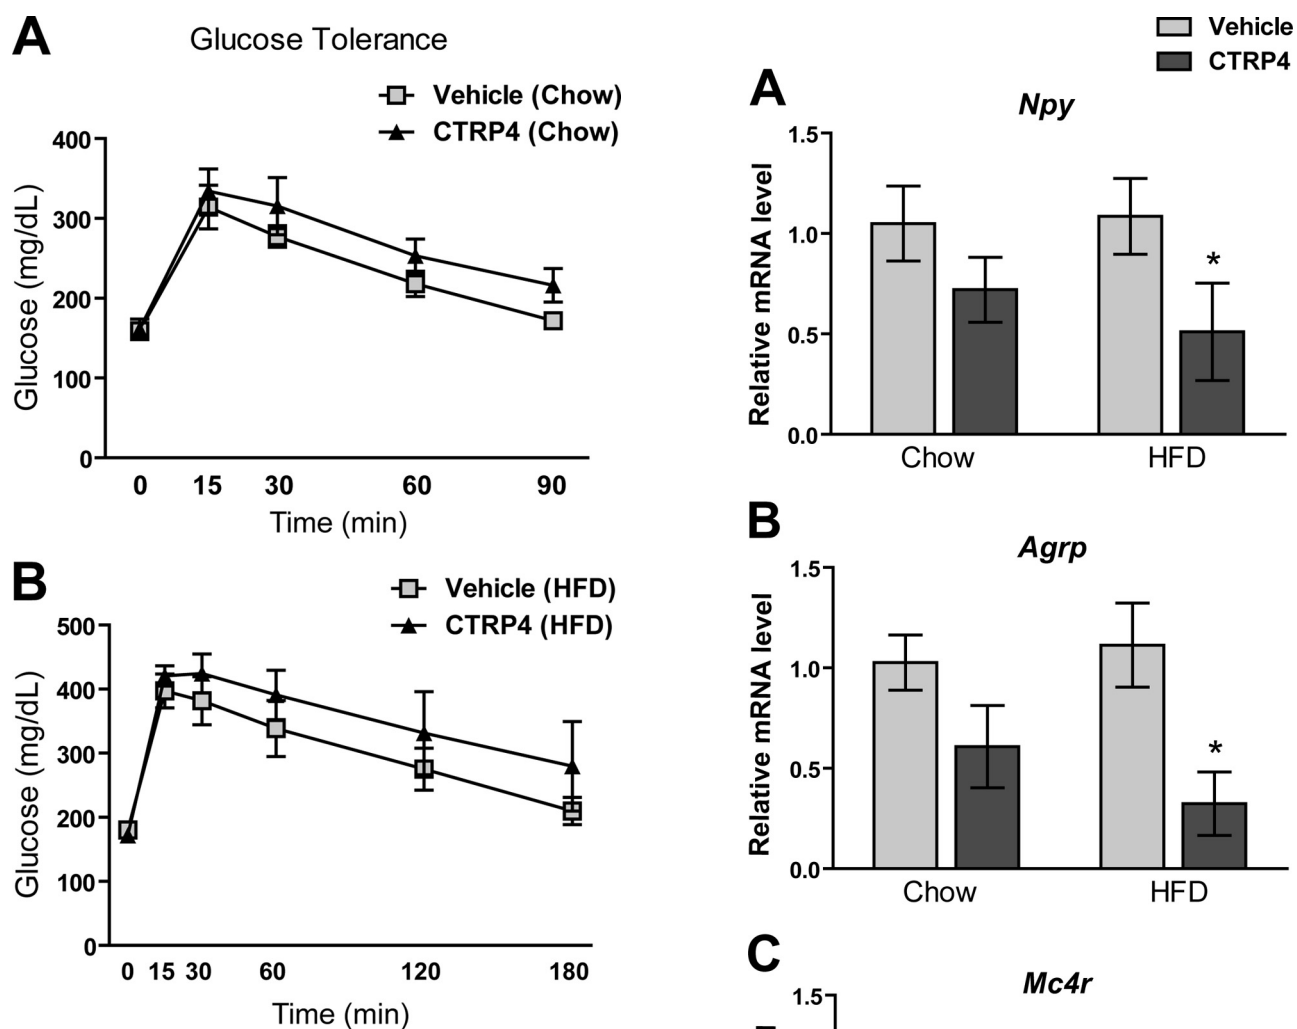 A
Glucose Tolerance
Vehicle (Chow)
CTRP4 (Chow)
400
300
200
100
0
Glucose (mg/dL)
0 15 30 60 90
Time (min)
B
Vehicle (HFD)
CTRP4 (HFD)
500
400
300
200
100
0
Glucose (mg/dL)
0 15 30 60 120 180
Time (min)
Vehicle
CTRP4
A
Npy
1.5
1.0
0.5
0.0
Relative mRNA level
*
Chow HFD
B
Agrp
1.5
1.0
0.5
0.0
Relative mRNA level
*
Chow HFD
C
Mc4r
1.5